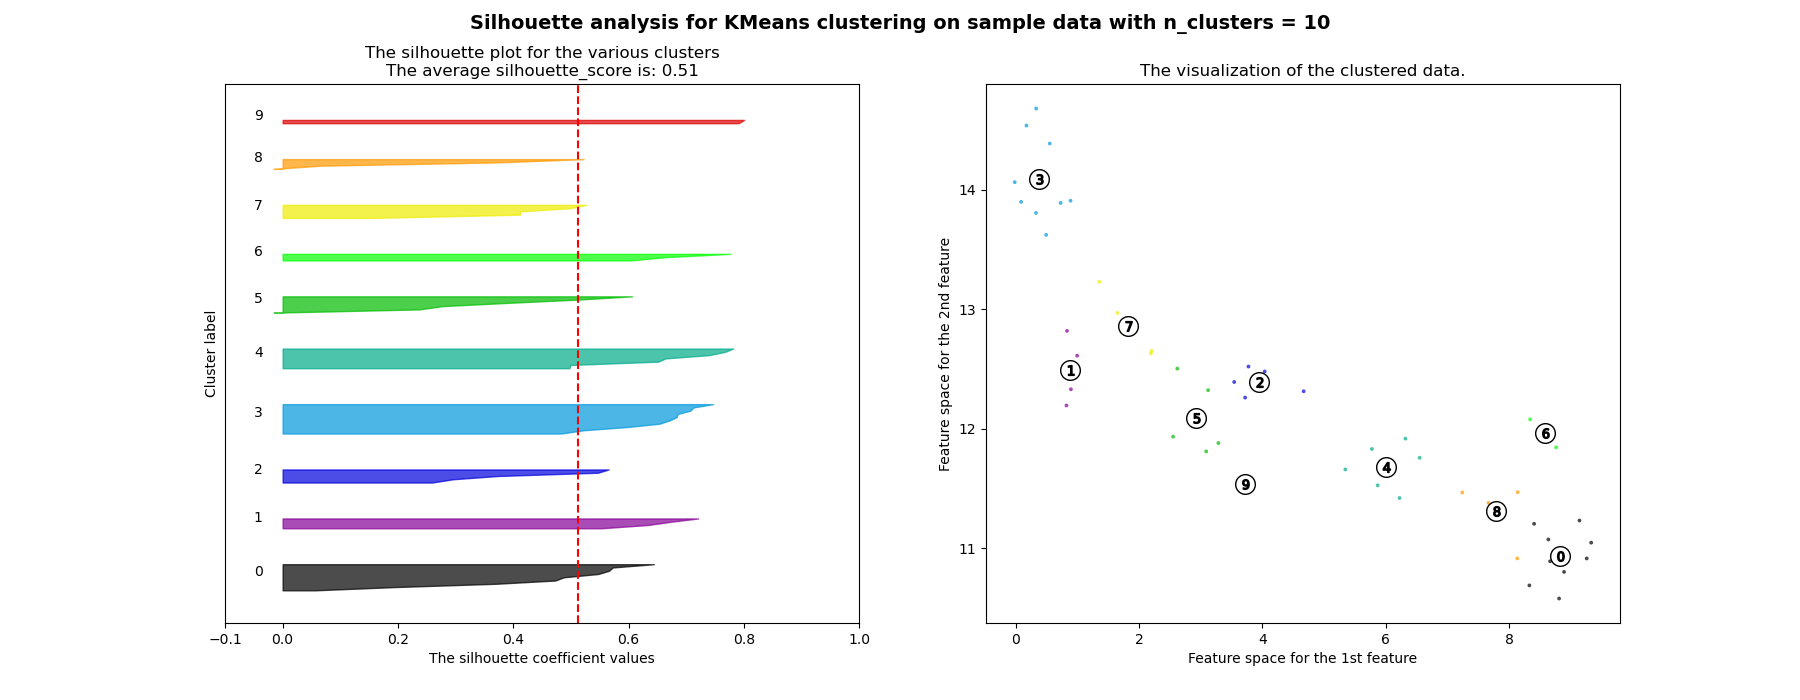 Silhouette analysis for KMeans clustering on sample data with n_clusters = 10
The silhouette plot for the various clusters
The average silhouette_score is: 0.51
9
8
7
6
5
4
3
2
1
0
Cluster label
−0.1 0.0 0.2 0.4 0.6 0.8 1.0
The silhouette coefficient values
The visualization of the clustered data.
14
13
12
11
Feature space for the 2nd feature
3
7
1
2
5
6
4
9
8
0
0 2 4 6 8
Feature space for the 1st feature